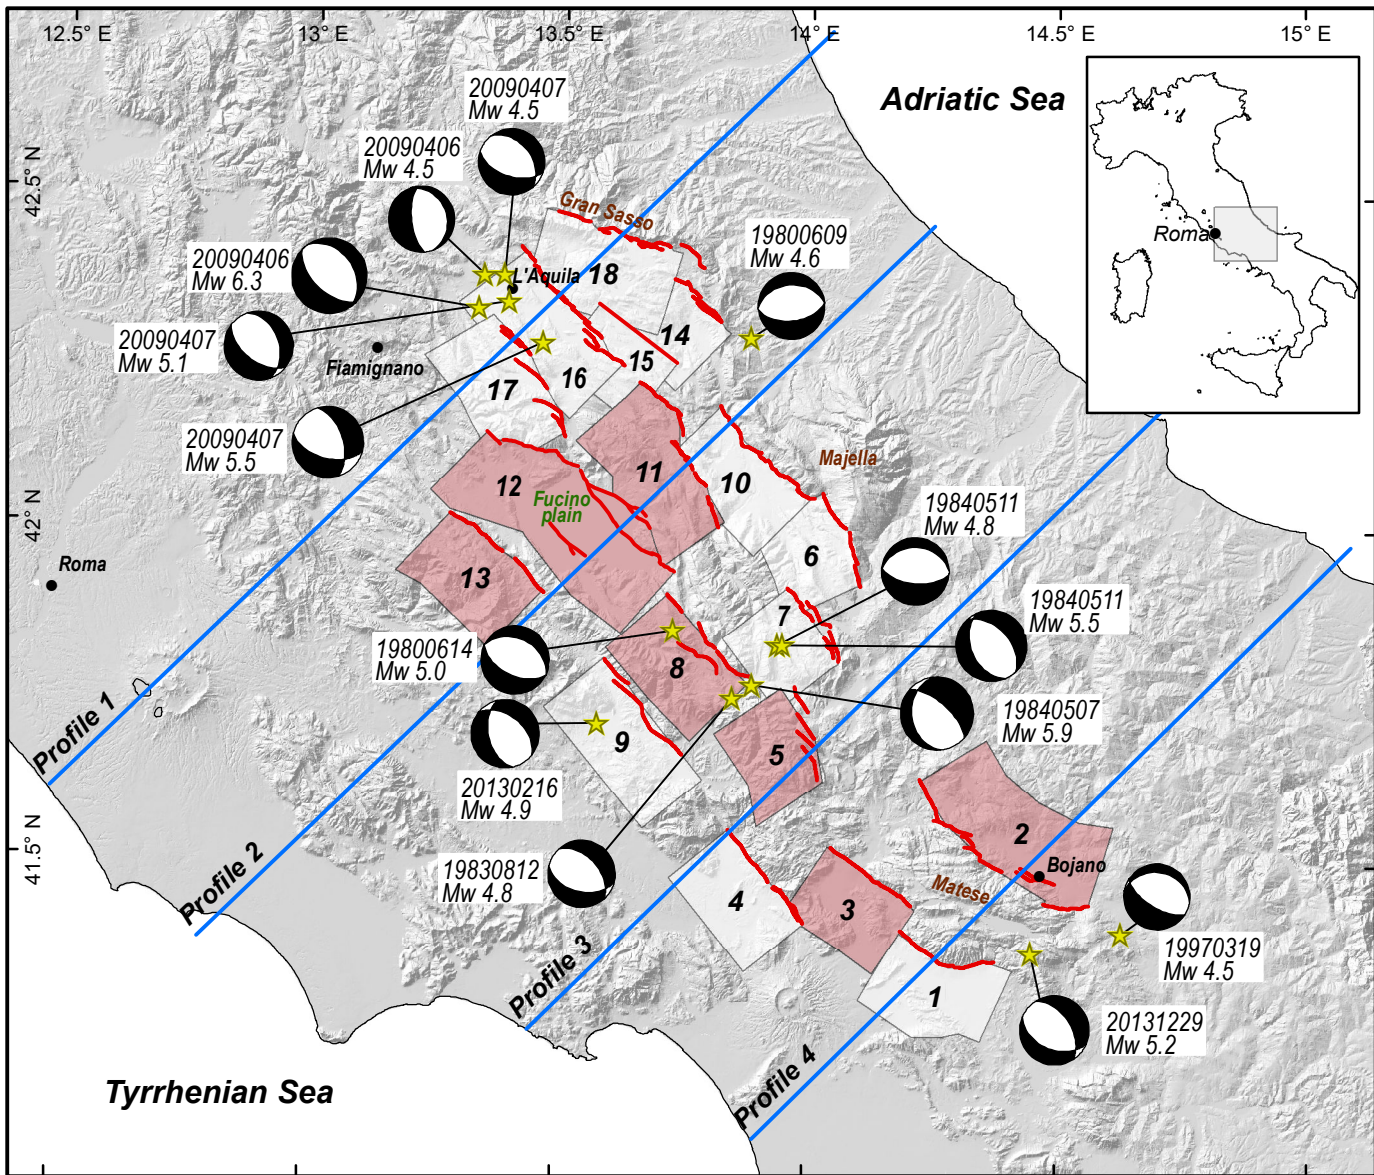 12.5° E
13° E
13.5° E
14° E
14.5° E
15° E
42.5° N
42° N
41.5° N
Adriatic Sea
Roma
20090407
Mw 4.5
20090406
Mw 4.5
20090406
Mw 6.3
20090407
Mw 5.1
20090407
Mw 5.5
19800609
Mw 4.6
Gran Sasso
L'Aquila
Fiamignano
18
14
15
16
17
11
10
12
Fucino
plain
Majella
19840511
Mw 4.8
6
Roma
13
7
19840511
Mw 5.5
19800614
Mw 5.0
8
19840507
Mw 5.9
9
5
20130216
Mw 4.9
Profile 1
2
Bojano
19830812
Mw 4.8
Profile 2
4
3
Matese
19970319
Mw 4.5
Profile 3
1
20131229
Mw 5.2
Profile 4
Tyrrhenian Sea